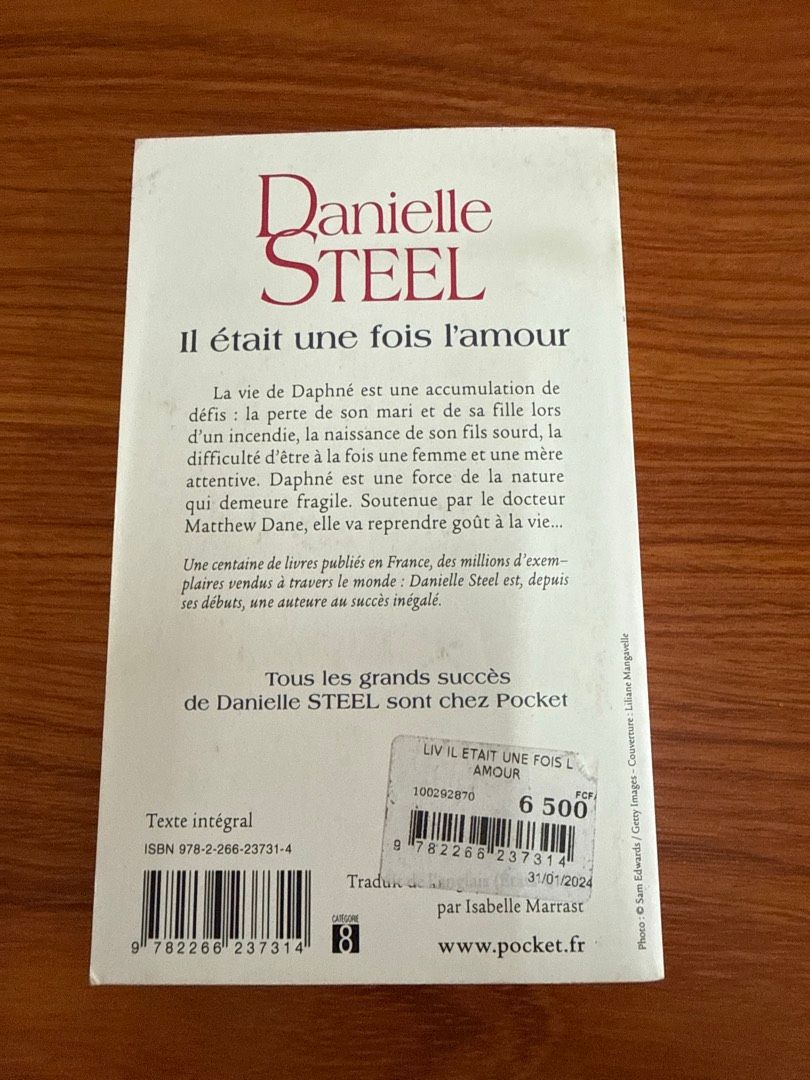 Danielle
STEEL
Il était une fois l'amour
La vie de Daphné est une accumulation de
défis : la perte de son mari et de sa fille lors
d'un incendie, la naissance de son fils sourd, la
difficulté d'être à la fois une femme et une mère
attentive. Daphné est une force de la nature
qui demeure fragile. Soutenue par le docteur
Matthew Dane, elle va reprendre goût à la vie...
Une centaine de livres publiés en France, des millions d'exem-
plaires vendus à travers le monde : Danielle Steel est, depuis
ses débuts, une auteure au succès inégalé.
Tous les grands succès
de Danielle STEEL sont chez Pocket
LIV IL ETAIT UNE FOIS L
AMOUR
100292870
FCFA
6 500
9 782266 237314
31/01/2024
Texte intégral
ISBN 978-2-266-23731-4
9 782266 237314
CATÉGORIE
8
Traduit de l'anglais
par Isabelle Marrast
www.pocket.fr
Photo : © Sam Edwards / Getty Images - Couverture : Liliane Mangavelle